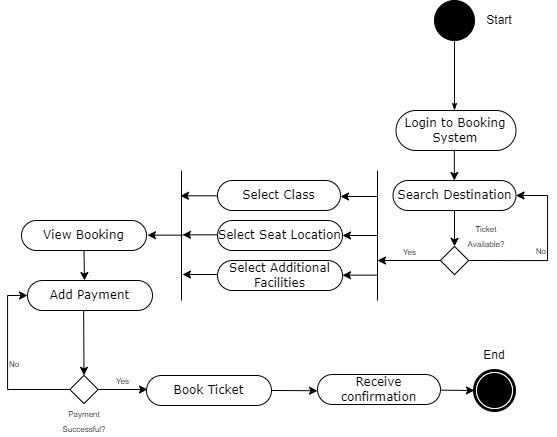 Start
Login to Booking
System
Search Destination
Ticket
Available?
No
Yes
Select Class
Select Seat Location
Select Additional
Facilities
View Booking
Add Payment
No
Payment
Successful?
Yes
Book Ticket
Receive
confirmation
End